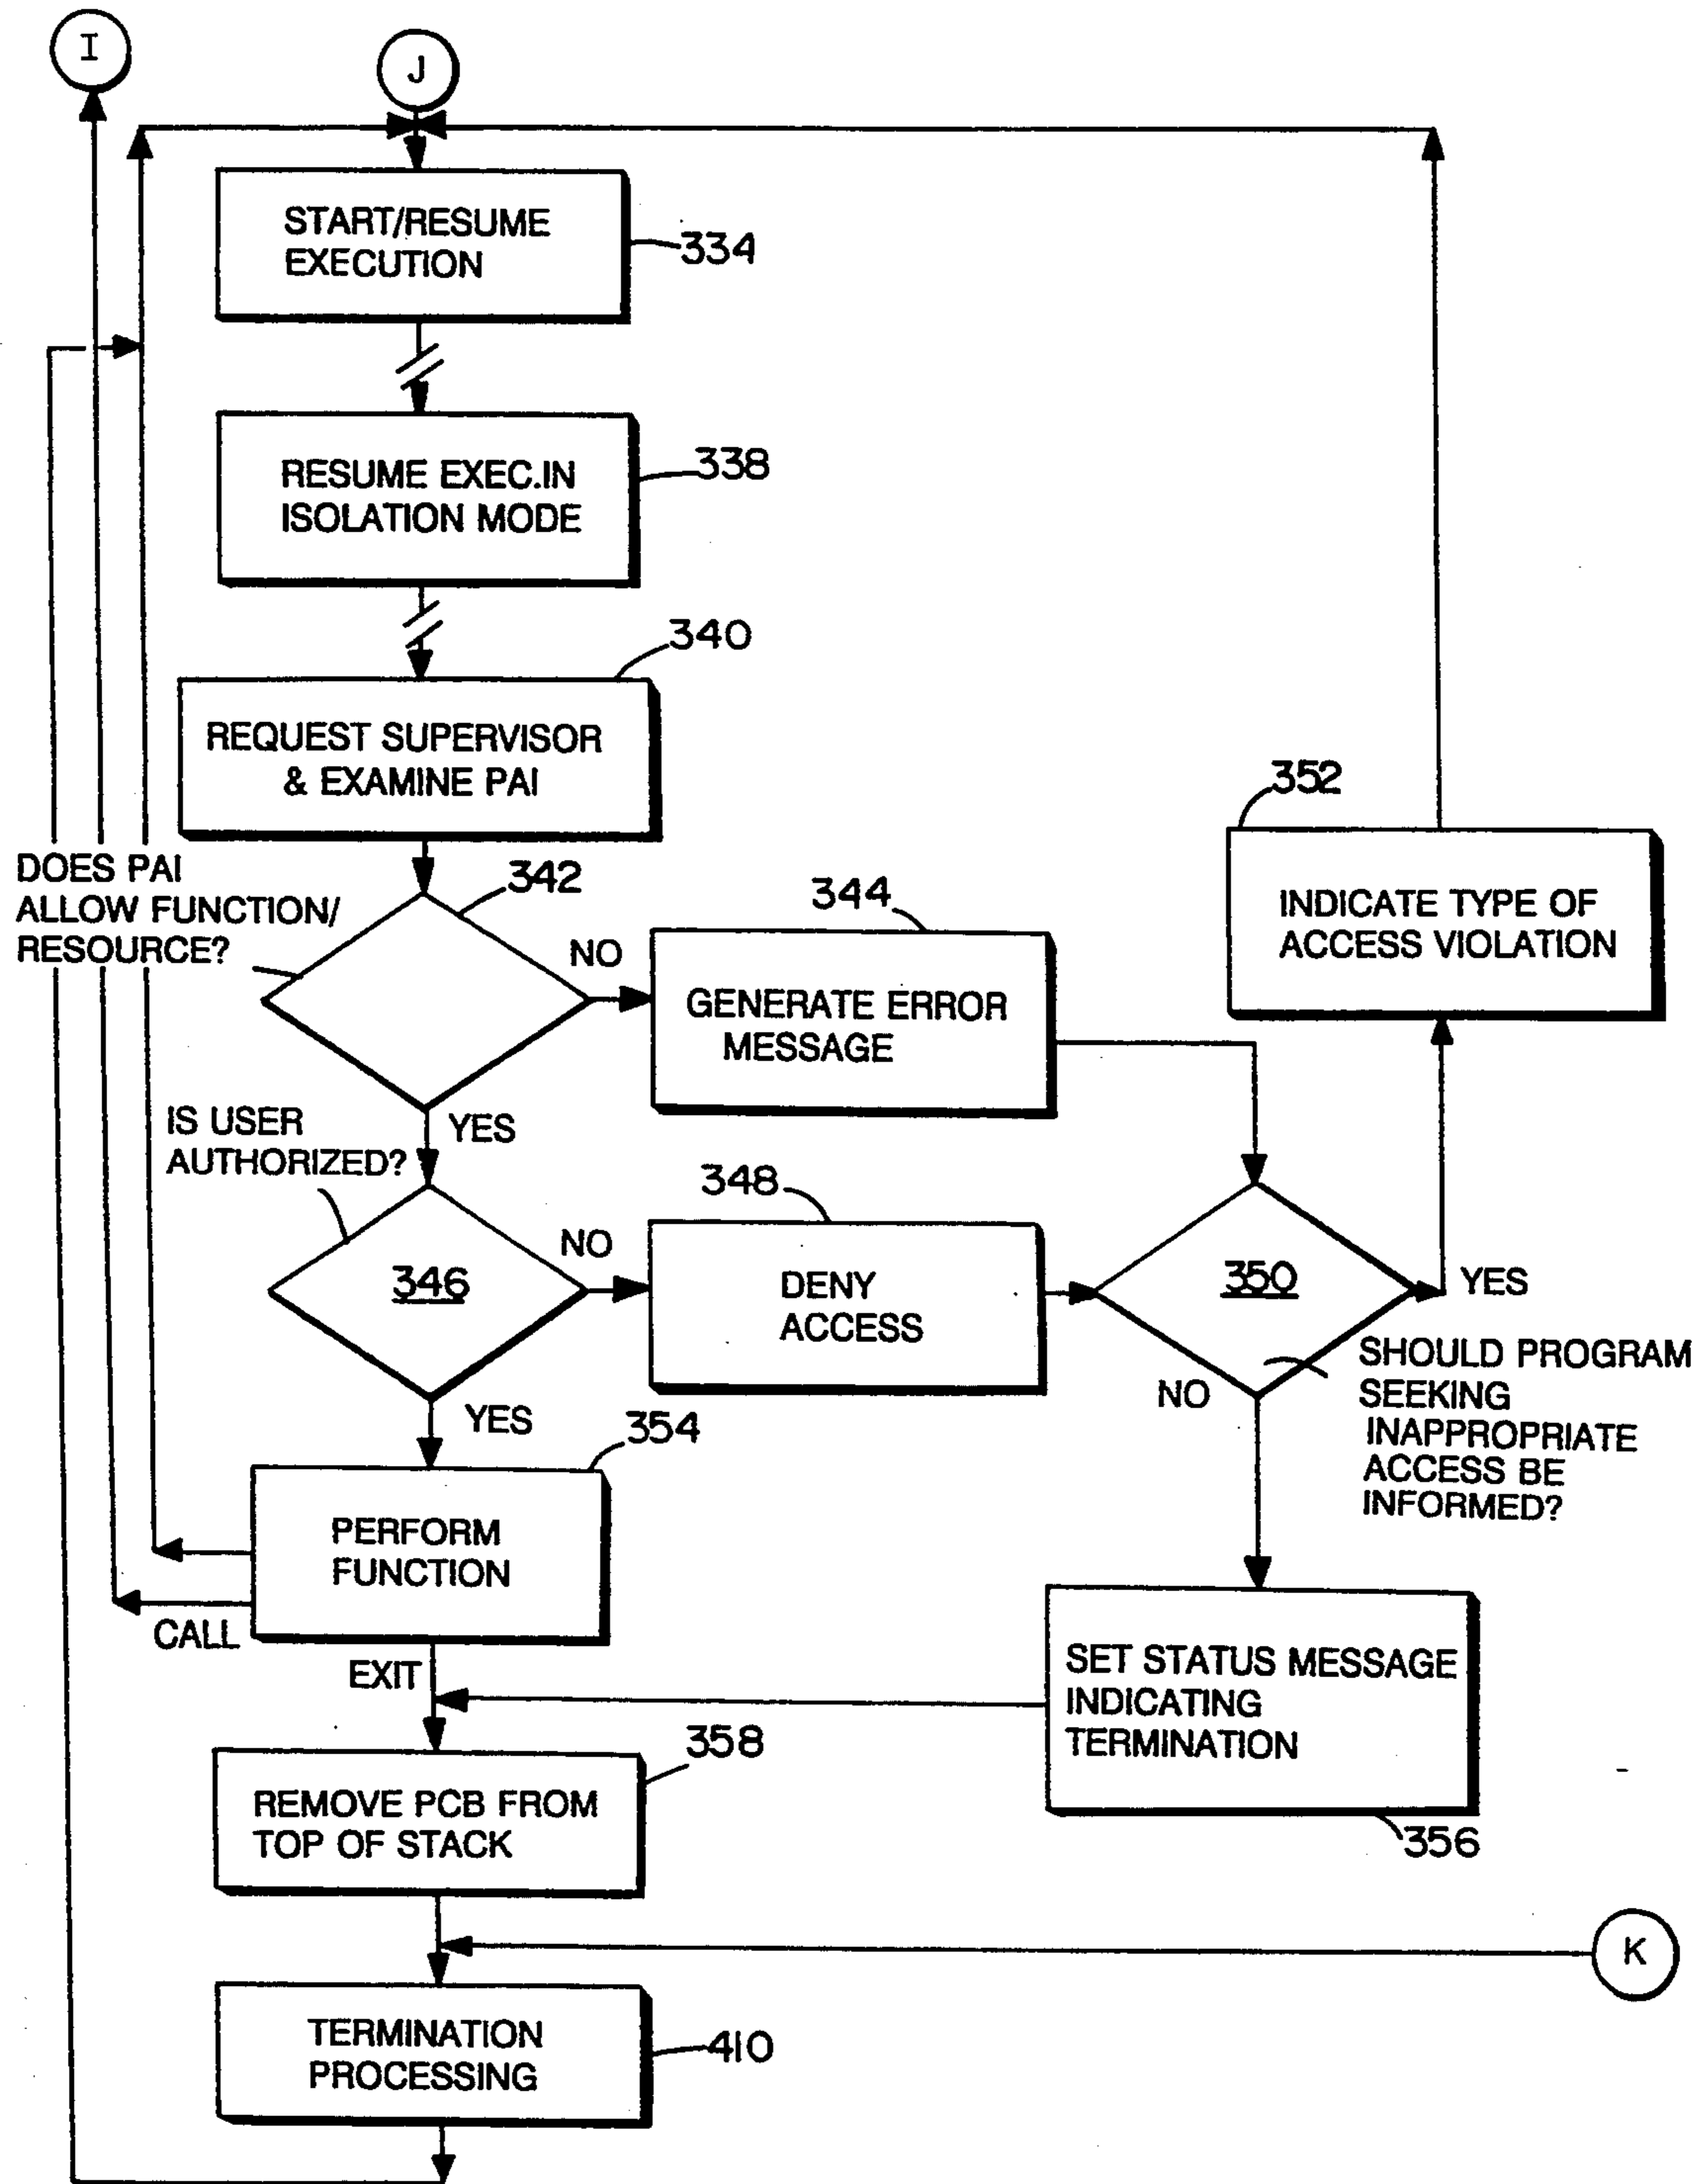 I
J
START/RESUME
EXECUTION
334
RESUME EXEC.IN
ISOLATION MODE
338
340
REQUEST SUPERVISOR
& EXAMINE PAI
352
INDICATE TYPE OF
ACCESS VIOLATION
DOES PAI
ALLOW FUNCTION/
RESOURCE?
342
NO
344
GENERATE ERROR
MESSAGE
YES
IS USER
AUTHORIZED?
346
NO
348
DENY
ACCESS
350
YES
SHOULD PROGRAM
SEEKING
INAPPROPRIATE
ACCESS BE
INFORMED?
NO
YES
354
PERFORM
FUNCTION
CALL
EXIT
SET STATUS MESSAGE
INDICATING
TERMINATION
356
358
REMOVE PCB FROM
TOP OF STACK
K
TERMINATION
PROCESSING
410